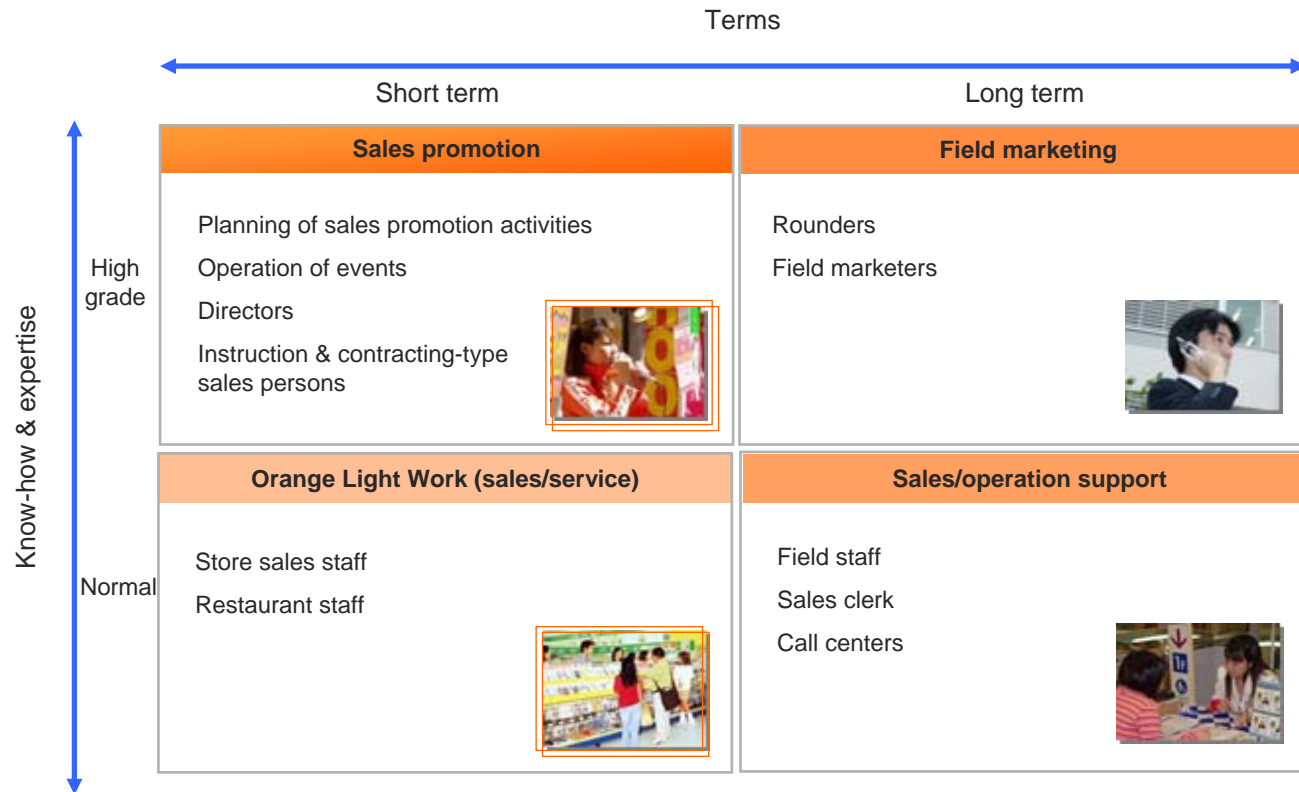 Terms
Short term
Long term
Know-how & expertise
High
grade
Sales promotion
Planning of sales promotion activities
Operation of events
Directors
Instruction & contracting-type
sales persons
Field marketing
Rounders
Field marketers
Normal
Orange Light Work (sales/service)
Store sales staff
Restaurant staff
Sales/operation support
Field staff
Sales clerk
Call centers